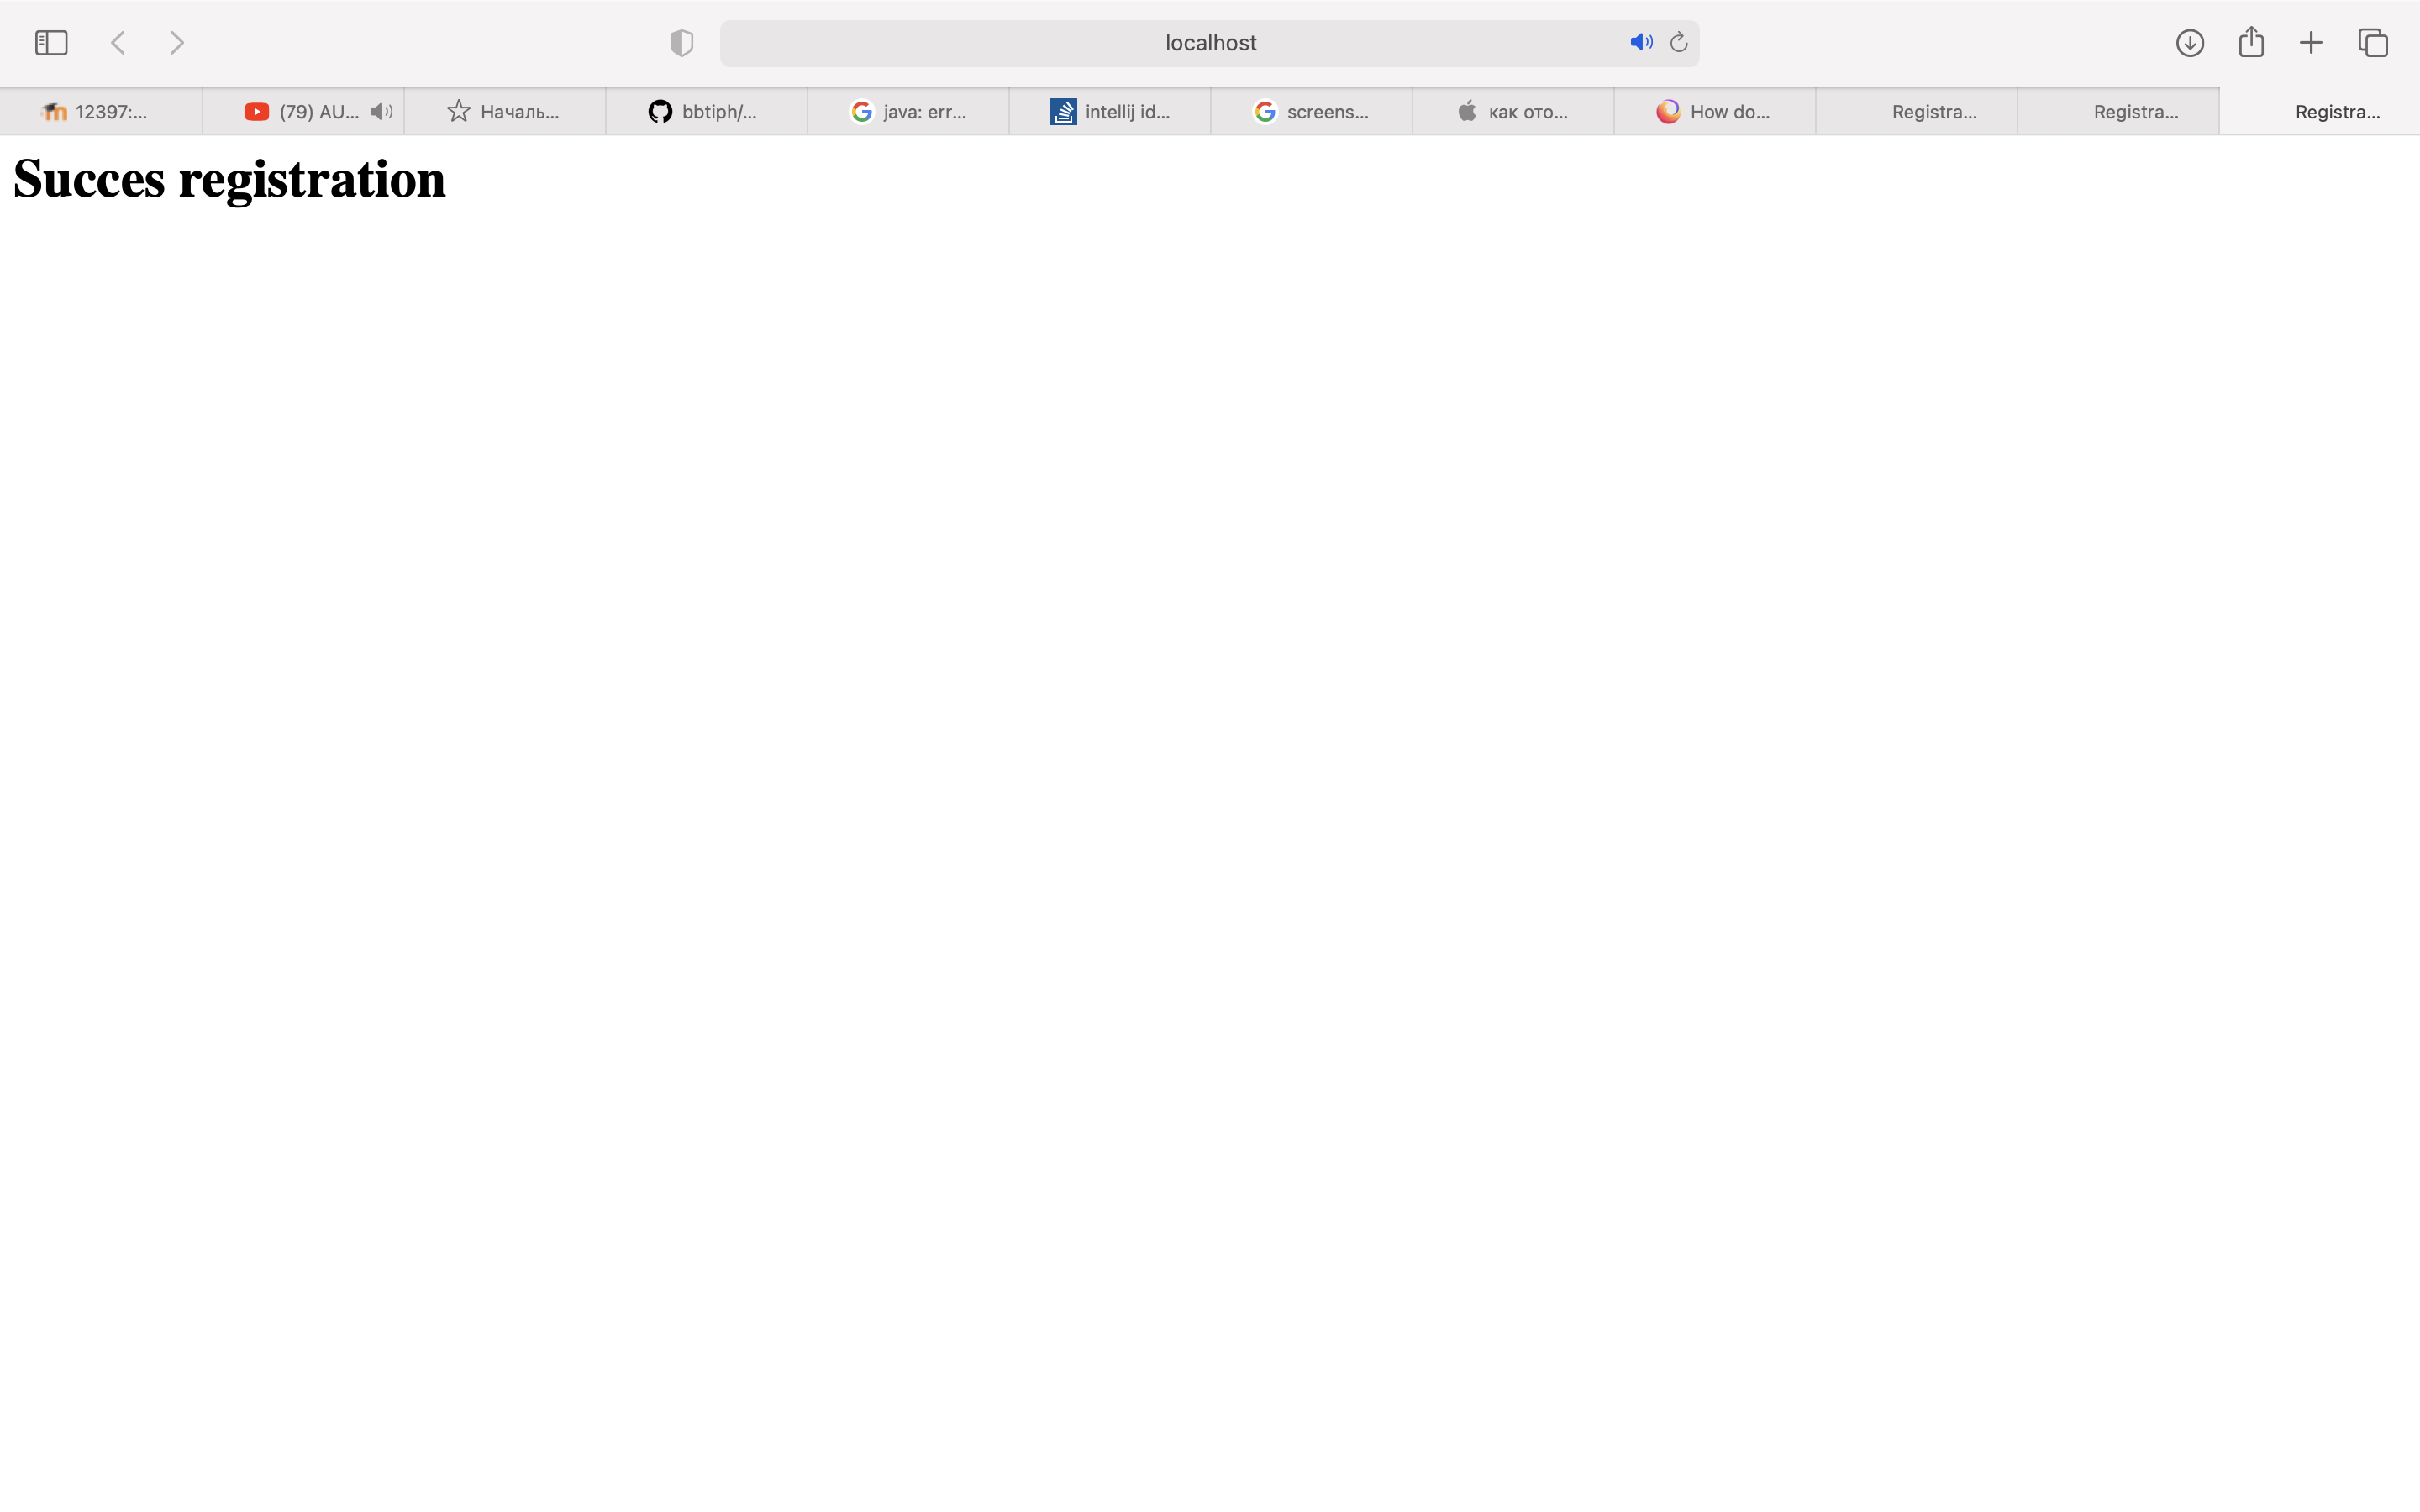 localhost
12397:...
(79) AU...
Началь...
bbtiph/...
java: err...
intellij id...
screens...
как ото...
How do...
Registra...
Registra...
Registra...
Succes registration